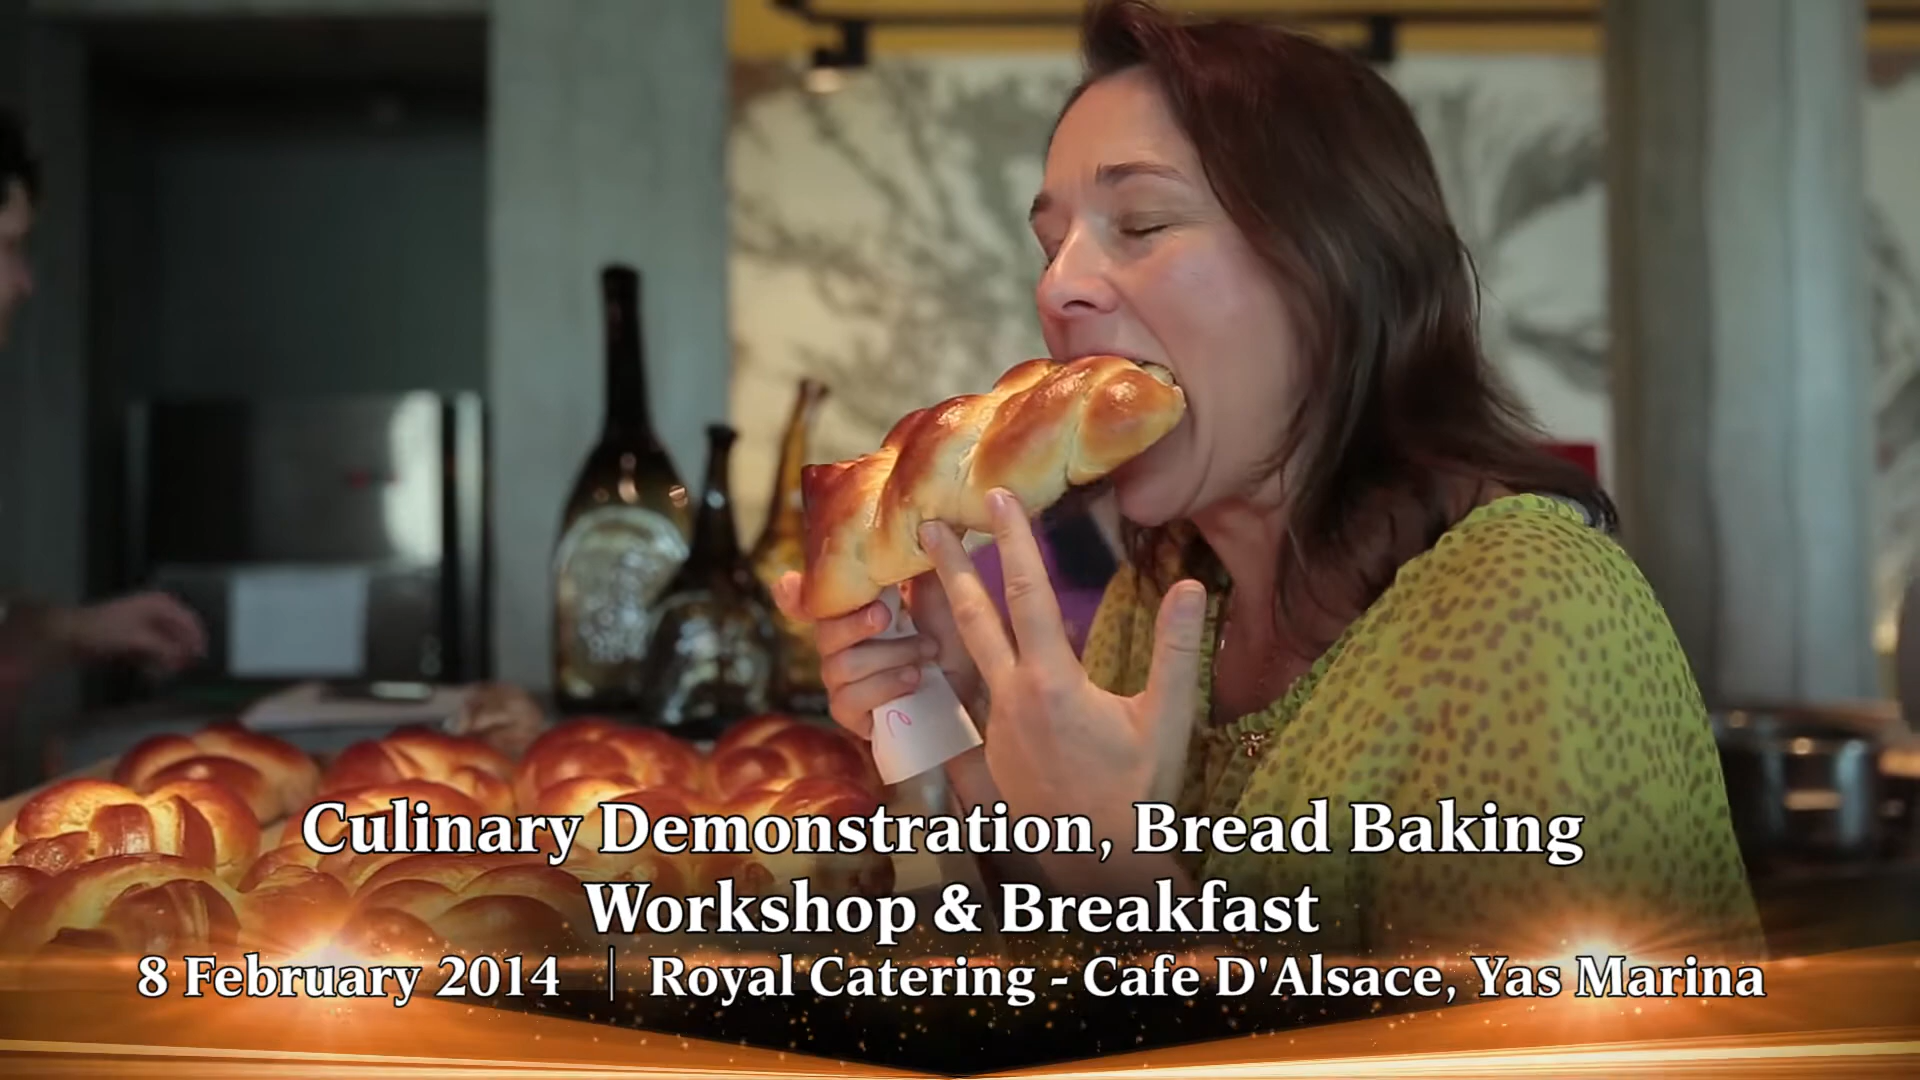 Culinary Demonstration, Bread Baking
Workshop & Breakfast
8 February 2014 | Royal Catering - Cafe D'Alsace, Yas Marina